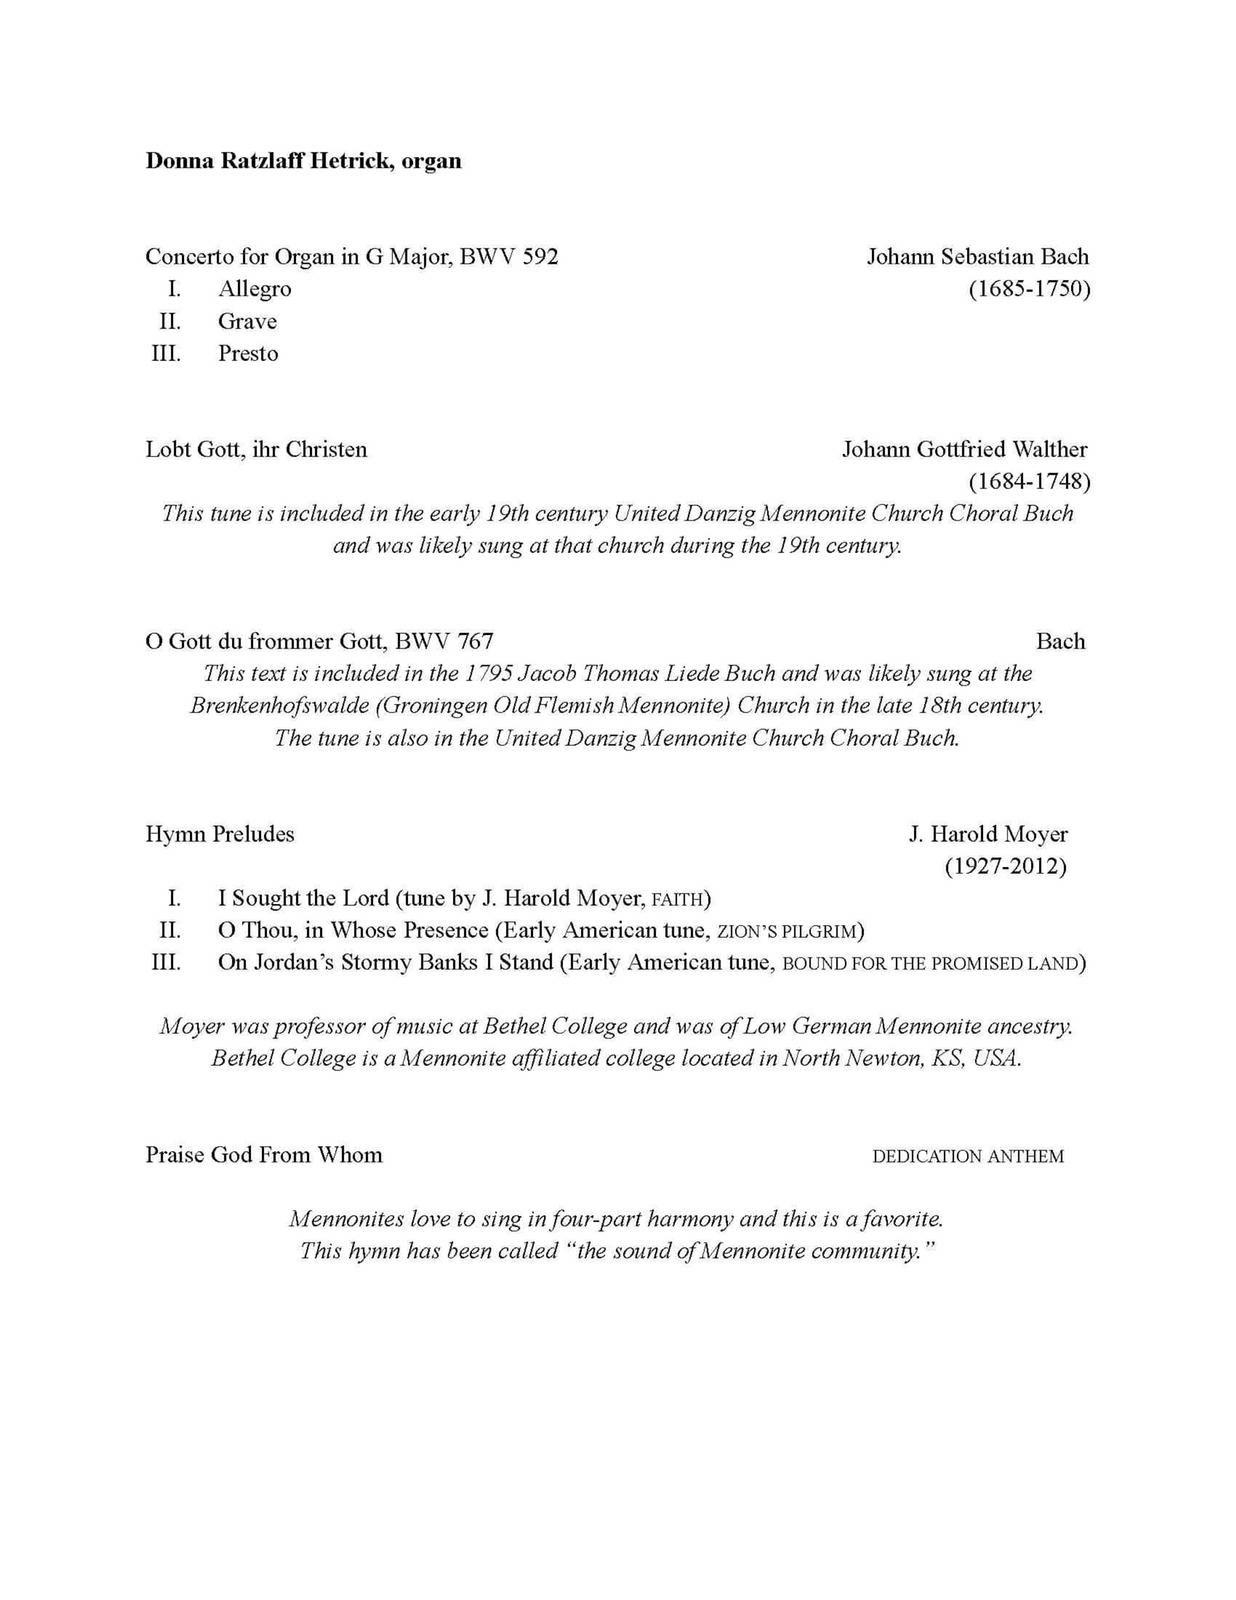 Donna Ratzlaff Hetrick, organ
Concerto for Organ in G Major, BWV 592 Johann Sebastian Bach
I. Allegro (1685-1750)
II. Grave
III. Presto
Lobt Gott, ihr Christen Johann Gottfried Walther
(1684-1748)
This tune is included in the early 19th century United Danzig Mennonite Church Choral Buch
and was likely sung at that church during the 19th century.
O Gott du frommer Gott, BWV 767 Bach
This text is included in the 1795 Jacob Thomas Liede Buch and was likely sung at the
Brenkenhofswalde (Groningen Old Flemish Mennonite) Church in the late 18th century.
The tune is also in the United Danzig Mennonite Church Choral Buch.
Hymn Preludes J. Harold Moyer
(1927-2012)
I. I Sought the Lord (tune by J. Harold Moyer, FAITH)
II. O Thou, in Whose Presence (Early American tune, ZION’S PILGRIM)
III. On Jordan’s Stormy Banks I Stand (Early American tune, BOUND FOR THE PROMISED LAND)
Moyer was professor of music at Bethel College and was of Low German Mennonite ancestry.
Bethel College is a Mennonite affiliated college located in North Newton, KS, USA.
Praise God From Whom DEDICATION ANTHEM
Mennonites love to sing in four-part harmony and this is a favorite.
This hymn has been called “the sound of Mennonite community.”